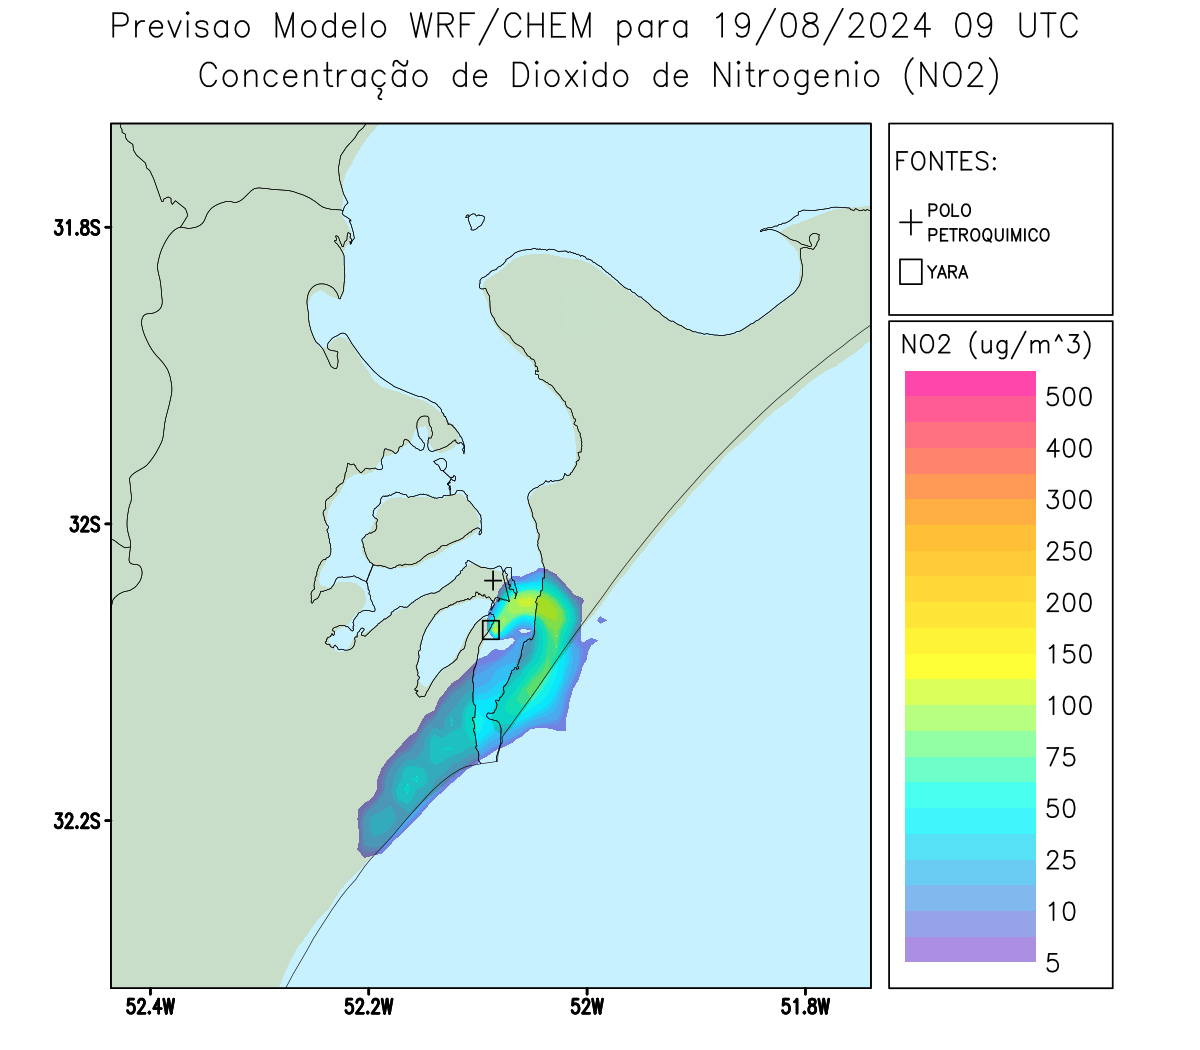 Previsao Modelo WRF/CHEM para 19/08/2024 09 UTC
Concentração de Dioxido de Nitrogenio (NO2)
FONTES:
POLO
PETROQUIMICO
YARA
31.8S
32S
32.2S
52.4W
52.2W
52W
51.8W
NO2 (ug/m^3)
500
400
300
250
200
150
100
75
50
25
10
5